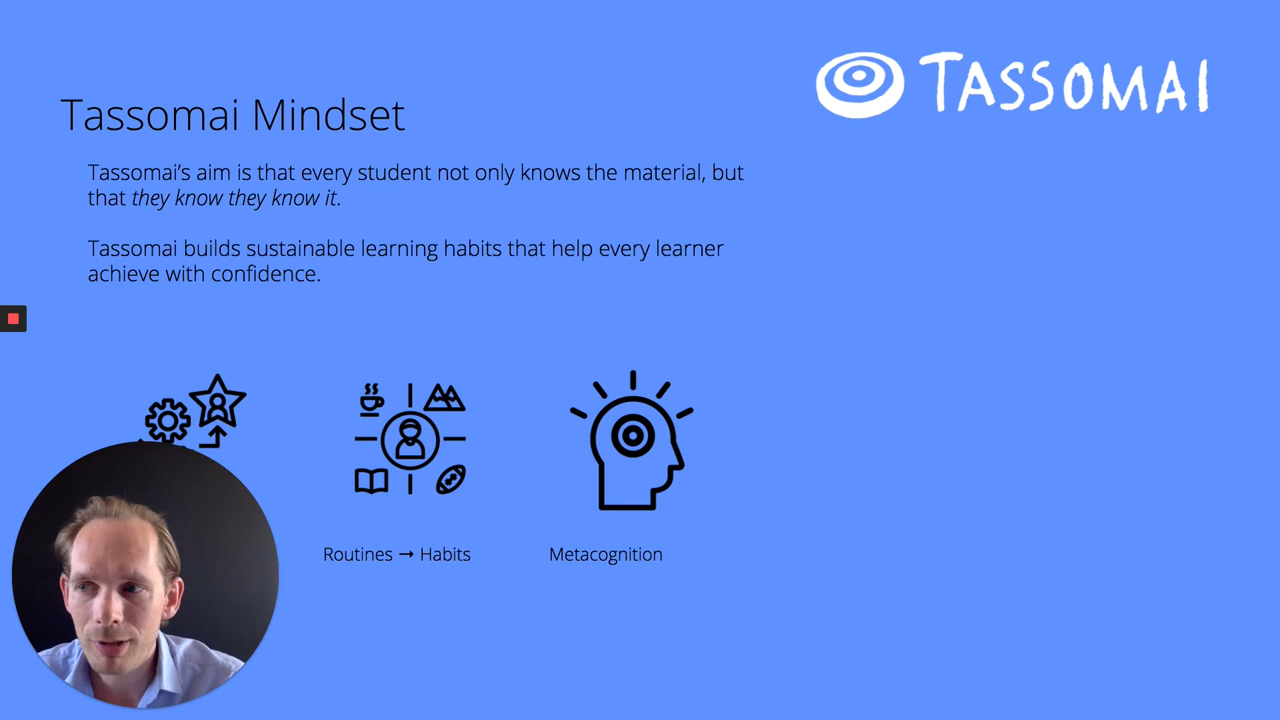 TASSOMAI
Tassomai Mindset
Tassomai’s aim is that every student not only knows the material, but
that they know they know it.
Tassomai builds sustainable learning habits that help every learner
achieve with confidence.
Routines → Habits
Metacognition